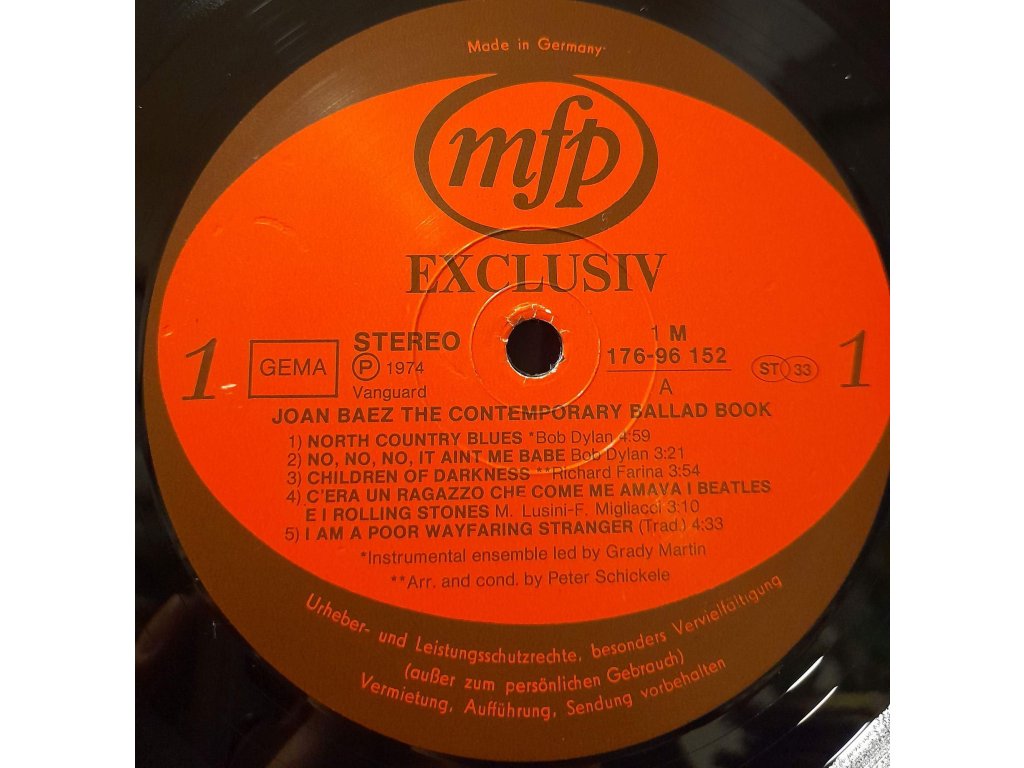 Made in Germany
mfp
EXCLUSIV
1 GEMA STEREO 1 M 1
℗ 1974 176-96 152 ST 33
Vanguard A
JOAN BAEZ THE CONTEMPORARY BALLAD BOOK
1) NORTH COUNTRY BLUES *Bob Dylan 4:59
2) NO, NO, NO, IT AINT ME BABE Bob Dylan 3:21
3) CHILDREN OF DARKNESS **Richard Farina 3:54
4) C'ERA UN RAGAZZO CHE COME ME AMAVA I BEATLES
E I ROLLING STONES M. Lusini-F. Migliacci 3:10
5) I AM A POOR WAYFARING STRANGER (Trad.) 4:33
*Instrumental ensemble led by Grady Martin
**Arr. and cond. by Peter Schickele
Urheber- und Leistungsschutzrechte, besonders Vervielfältigung
(außer zum persönlichen Gebrauch)
Vermietung, Aufführung, Sendung vorbehalten